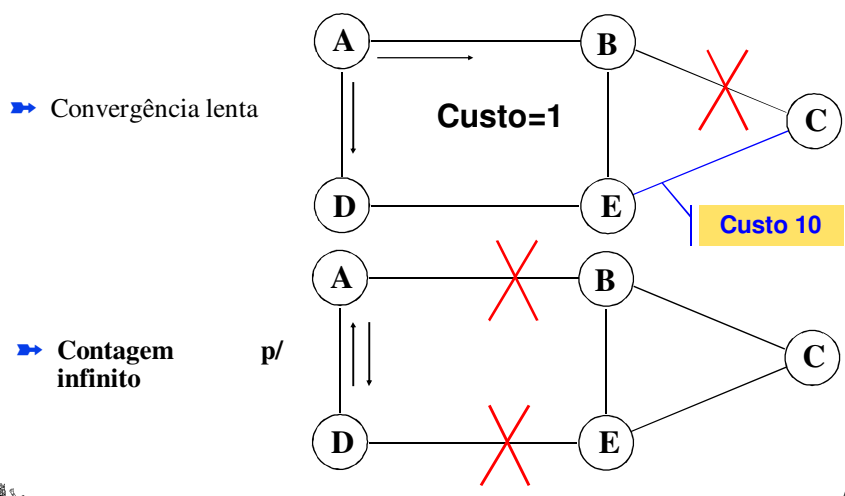 A
B
Convergência lenta
Custo=1
C
D
E
Custo 10
A
B
Contagem p/
infinito
C
D
E